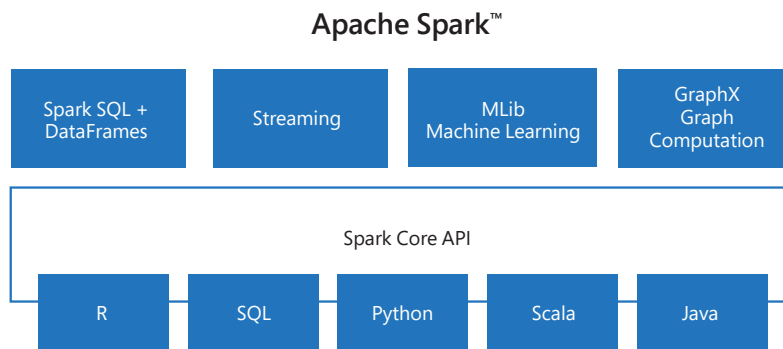 Apache Spark™
Spark SQL +
DataFrames
Streaming
MLib
Machine Learning
GraphX
Graph
Computation
Spark Core API
R
SQL
Python
Scala
Java